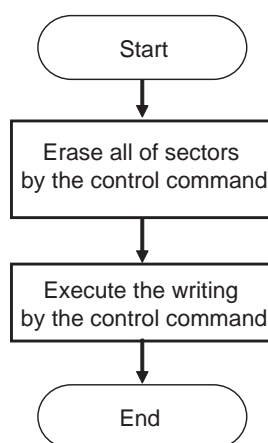 Start
Erase all of sectors
by the control command
Execute the writing
by the control command
End